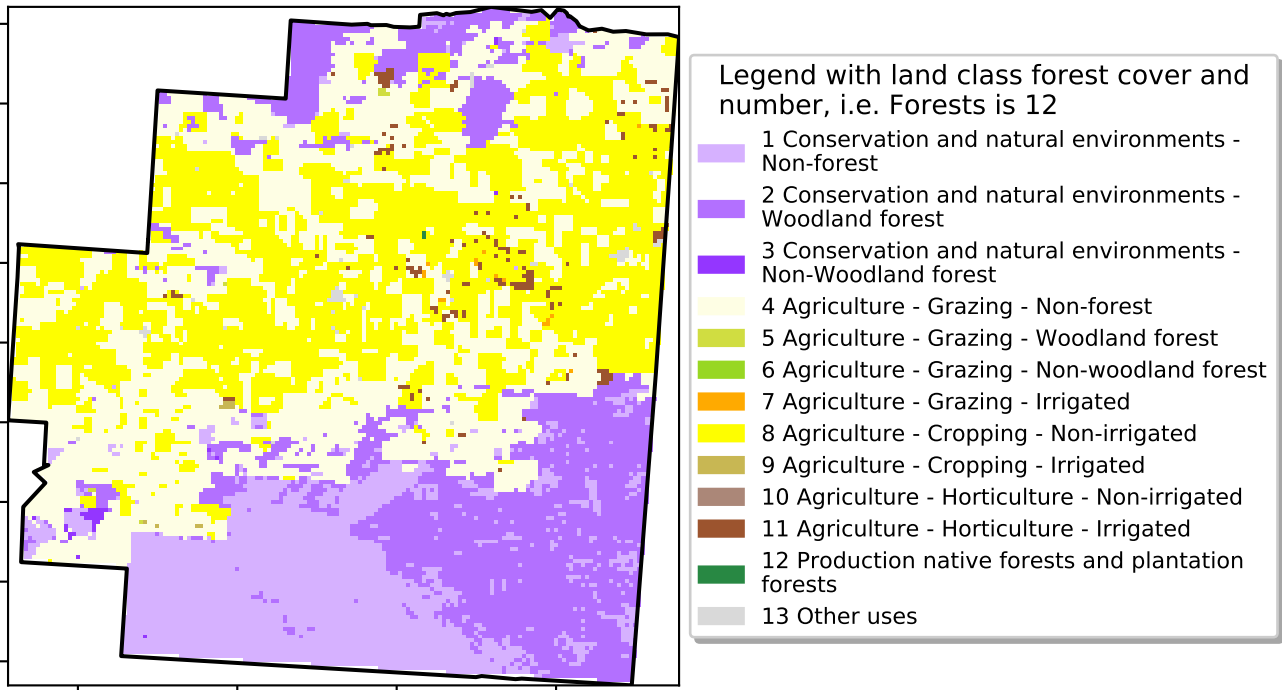 Legend with land class forest cover and
number, i.e. Forests is 12
1 Conservation and natural environments -
Non-forest
2 Conservation and natural environments -
Woodland forest
3 Conservation and natural environments -
Non-Woodland forest
4 Agriculture - Grazing - Non-forest
5 Agriculture - Grazing - Woodland forest
6 Agriculture - Grazing - Non-woodland forest
7 Agriculture - Grazing - Irrigated
8 Agriculture - Cropping - Non-irrigated
9 Agriculture - Cropping - Irrigated
10 Agriculture - Horticulture - Non-irrigated
11 Agriculture - Horticulture - Irrigated
12 Production native forests and plantation
forests
13 Other uses